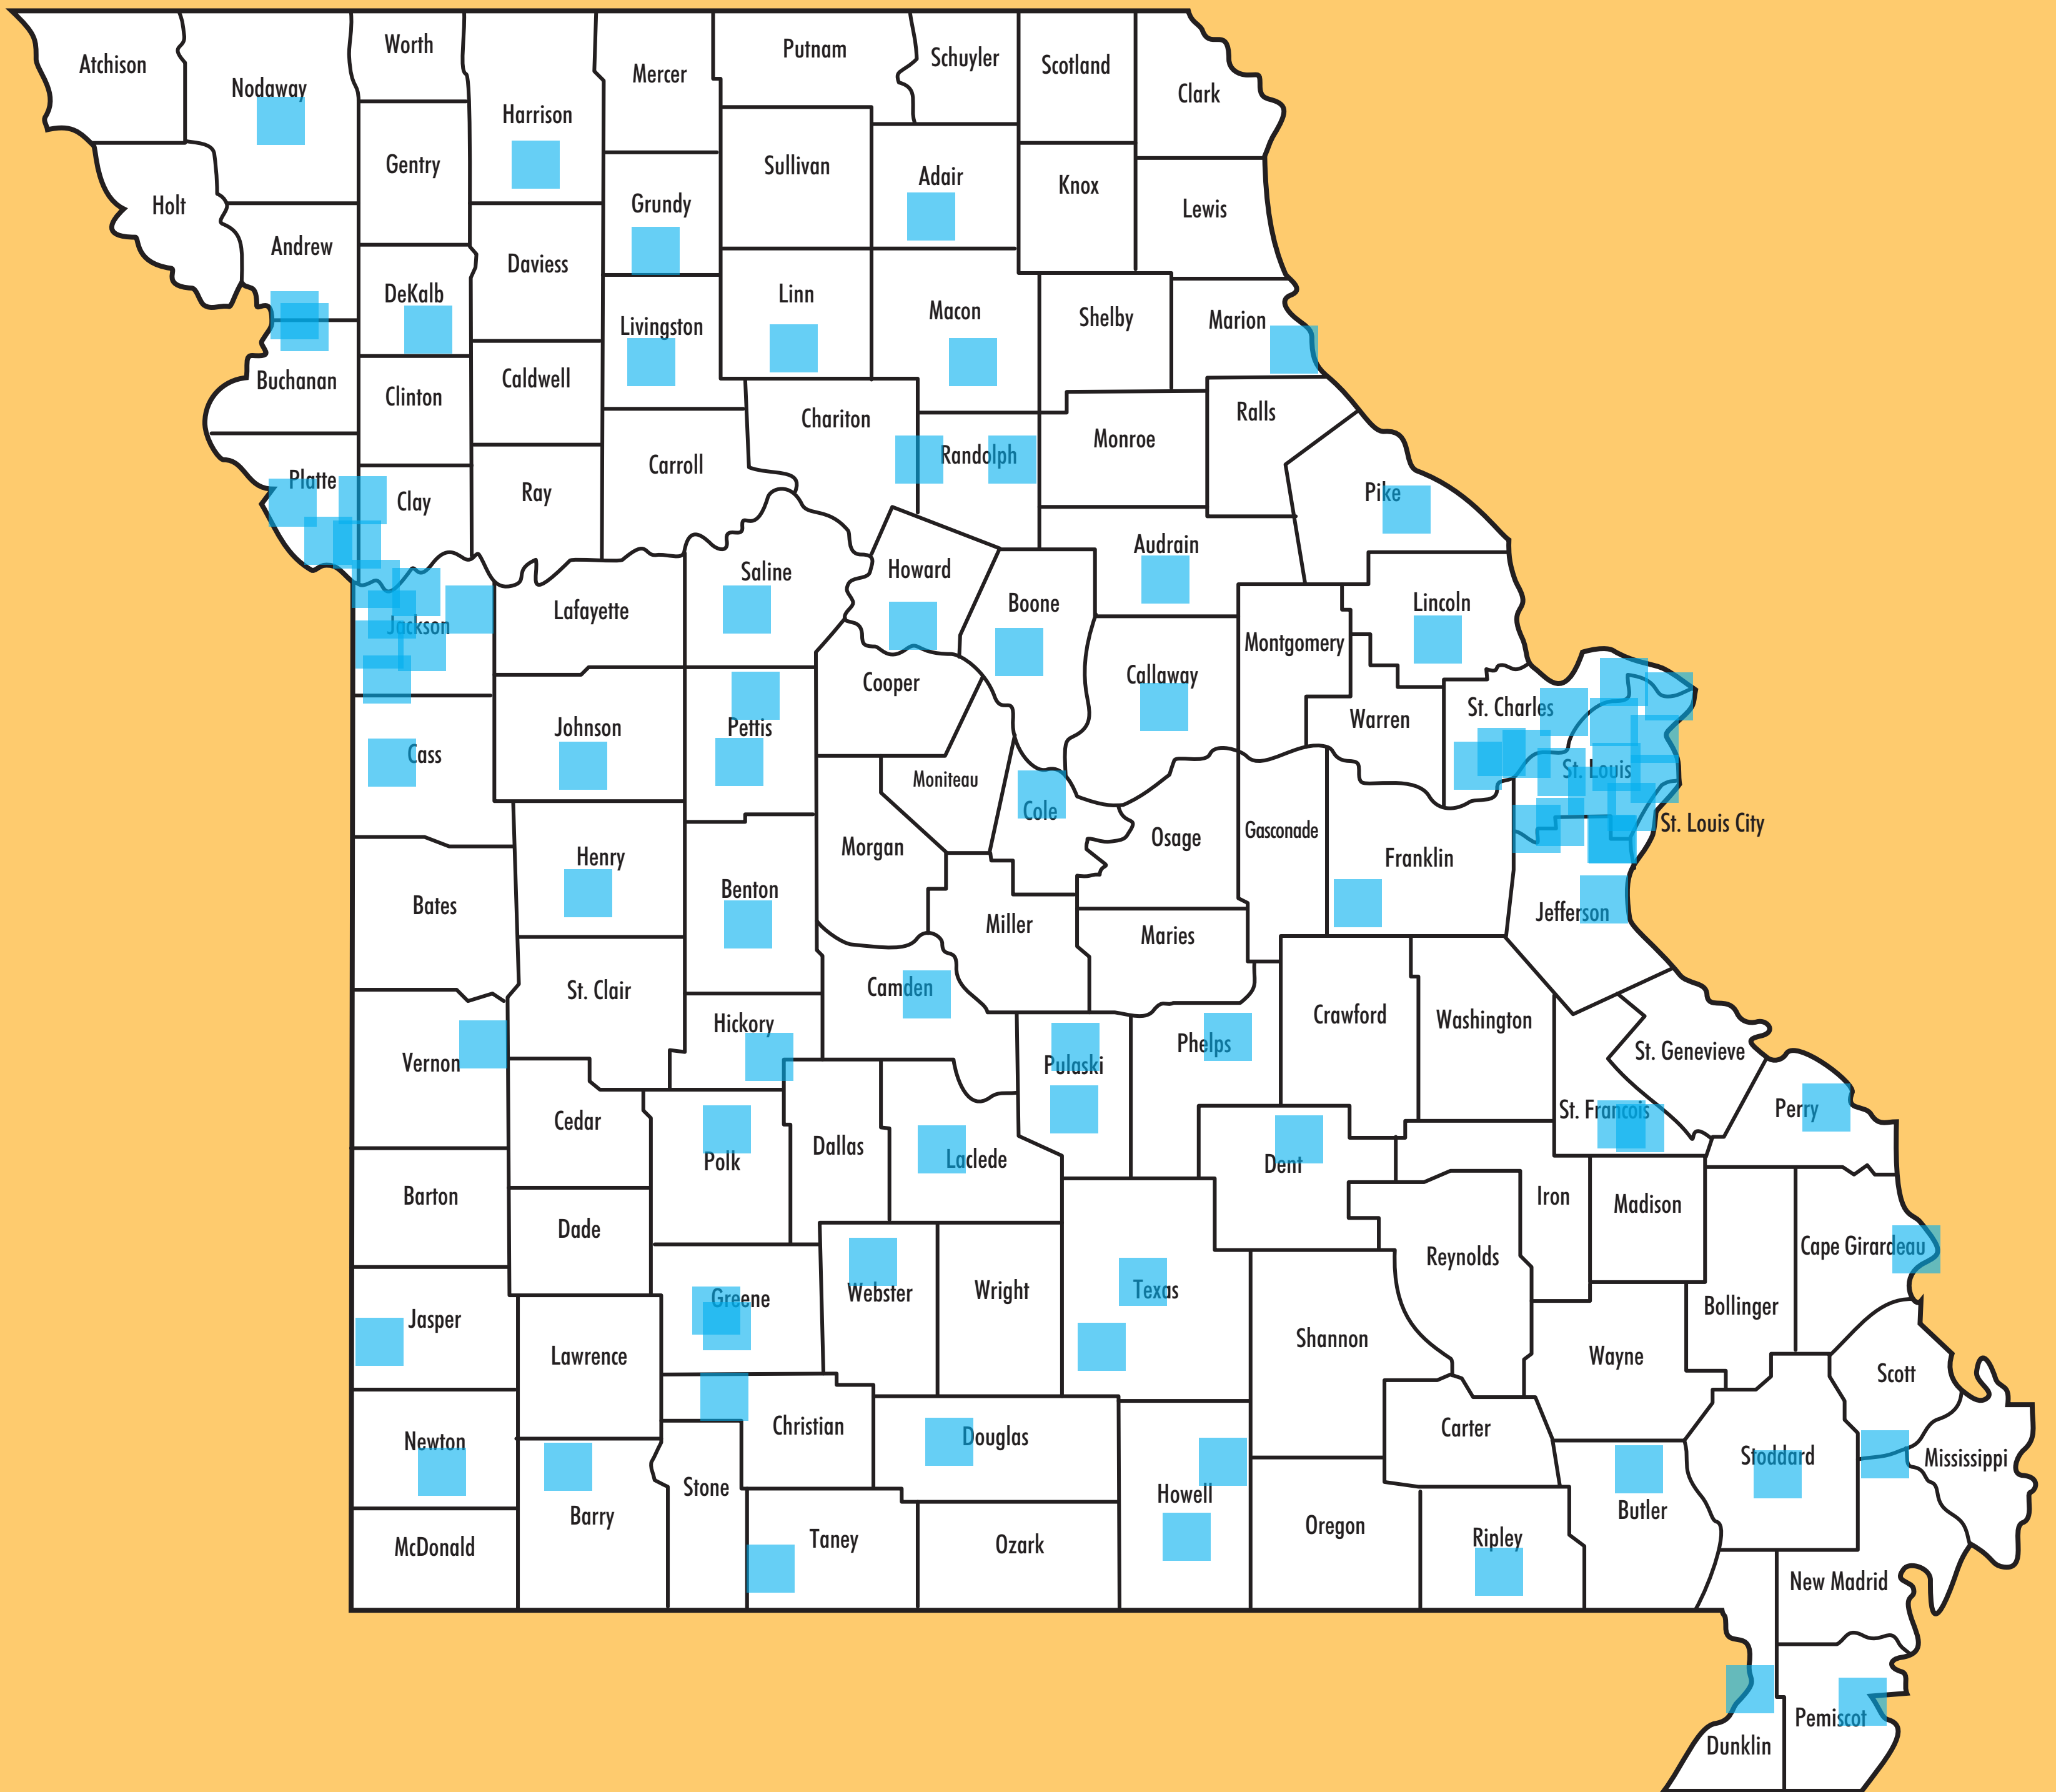 Atchison
Nodaway
Worth
Harrison
Mercer
Putnam
Schuyler
Scotland
Clark
Gentry
Sullivan
Adair
Knox
Lewis
Holt
Andrew
Grundy
Daviess
DeKalb
Linn
Macon
Shelby
Marion
Livingston
Buchanan
Clinton
Caldwell
Chariton
Ralls
Monroe
Carroll
Randolph
Platte
Clay
Ray
Pike
Audrain
Howard
Saline
Boone
Lincoln
Lafayette
Jackson
Montgomery
Callaway
Cooper
St. Charles
Warren
Johnson
Pettis
Cass
Moniteau
St. Louis
Cole
St. Louis City
Osage
Gasconade
Morgan
Henry
Franklin
Benton
Bates
Miller
Jefferson
Maries
Camden
St. Clair
Crawford
Washington
Hickory
Phelps
St. Genevieve
Vernon
Pulaski
Perry
St. Francois
Cedar
Dallas
Polk
Laclede
Dent
Barton
Iron
Madison
Dade
Cape Girardeau
Reynolds
Texas
Wright
Webster
Greene
Bollinger
Jasper
Shannon
Lawrence
Wayne
Scott
Christian
Carter
Douglas
Newton
Stoddard
Mississippi
Stone
Howell
Butler
Barry
Oregon
Ripley
Taney
Ozark
McDonald
New Madrid
Pemiscot
Dunklin